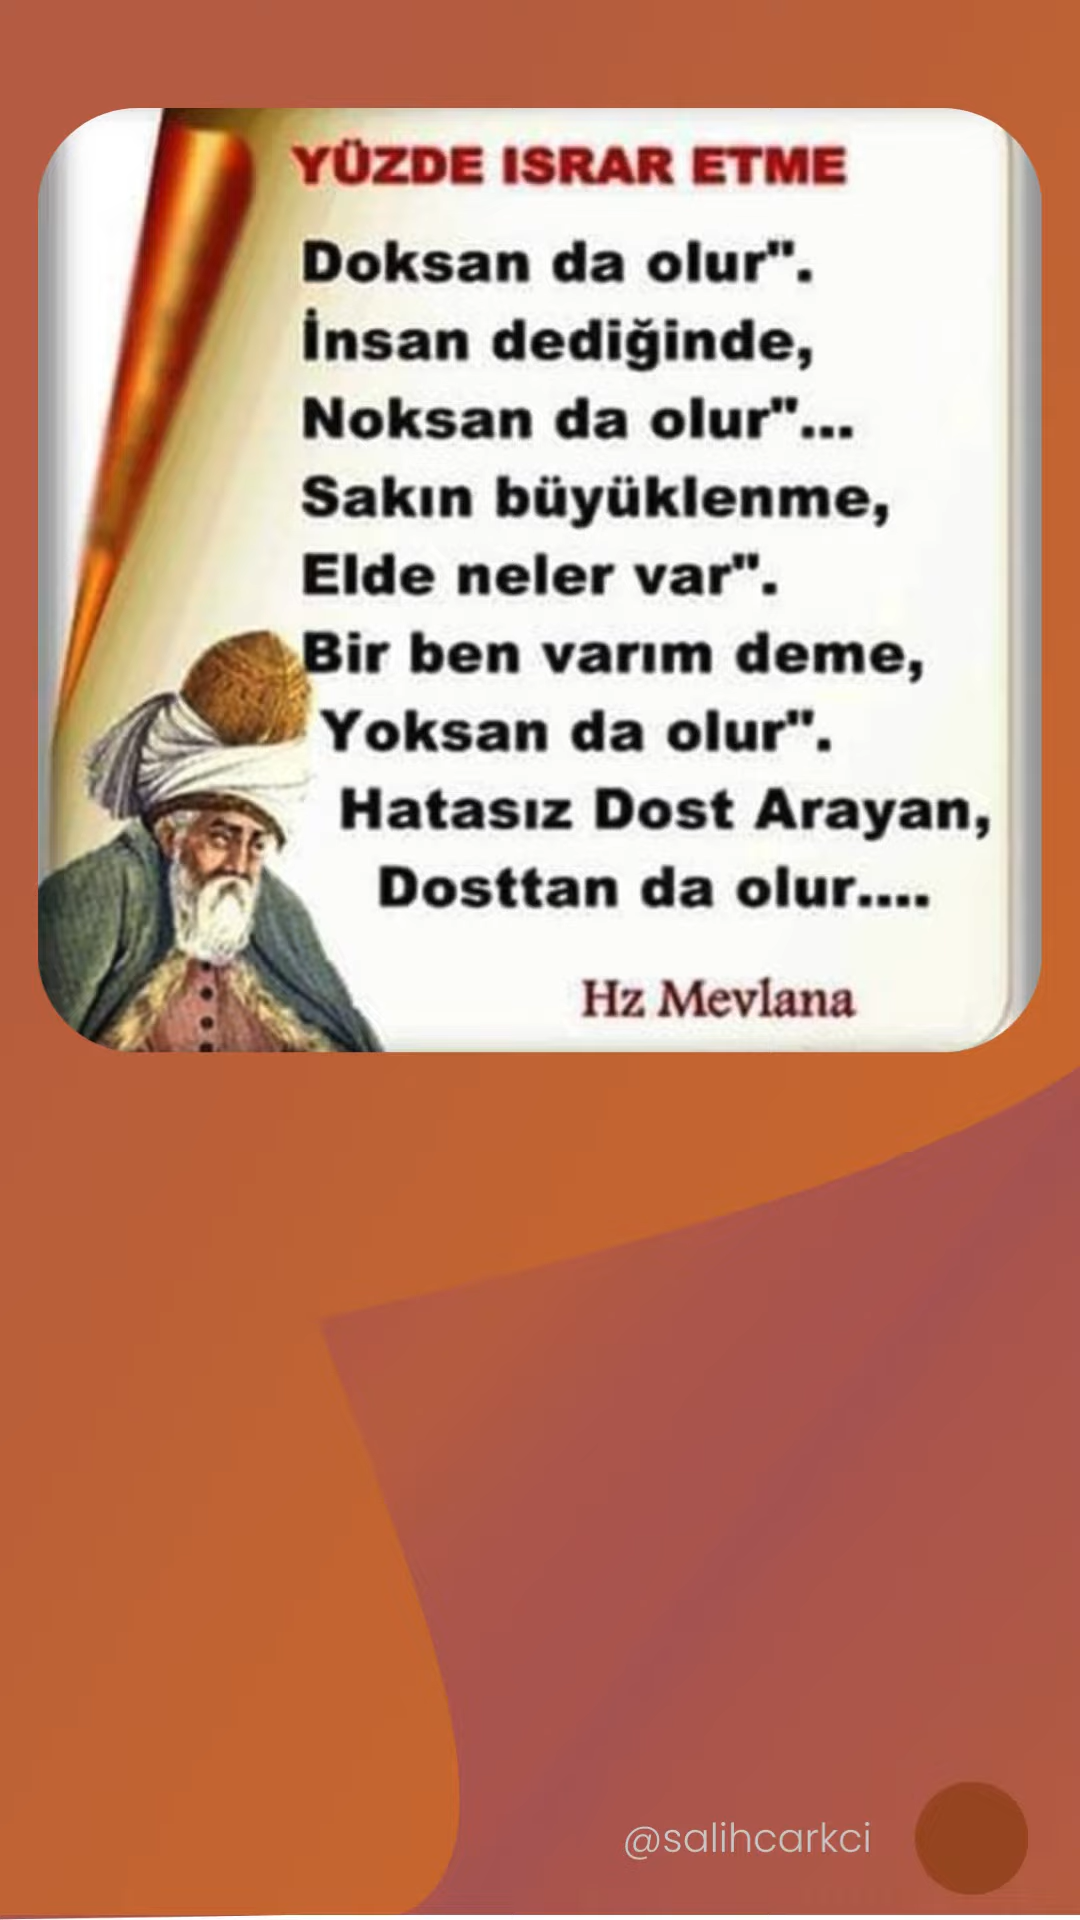 YÜZDE ISRAR ETME
Doksan da olur".
İnsan dediğinde,
Noksan da olur"...
Sakın büyüklenme,
Elde neler var".
Bir ben varım deme,
Yoksan da olur".
Hatasız Dost Arayan,
Dosttan da olur....
Hz Mevlana
@salihcarkci